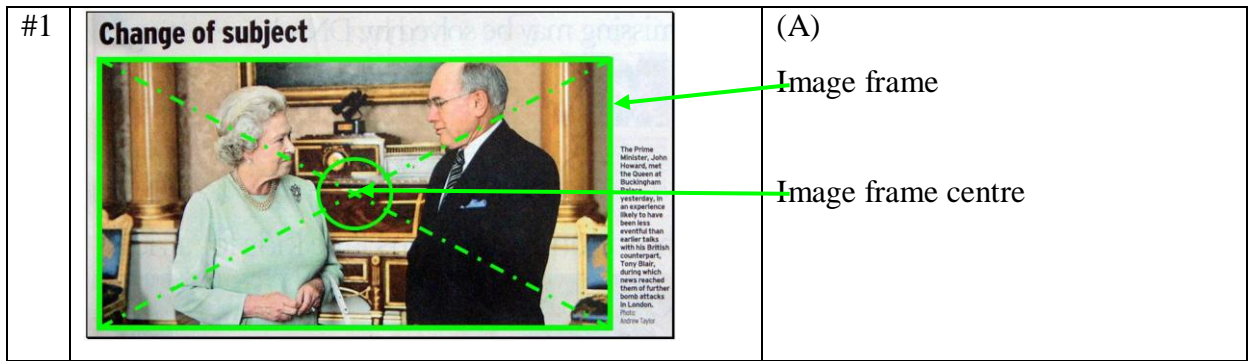 #1
Change of subject
The Prime
Minister, John
Howard, met
the Queen at
Buckingham
Palace
yesterday, in
an experience
likely to have
been less
eventful than
earlier talks
with his British
counterpart,
Tony Blair,
during which
news reached
them of further
bomb attacks
in London.
Photo:
Andrew Taylor
(A)
Image frame
Image frame centre